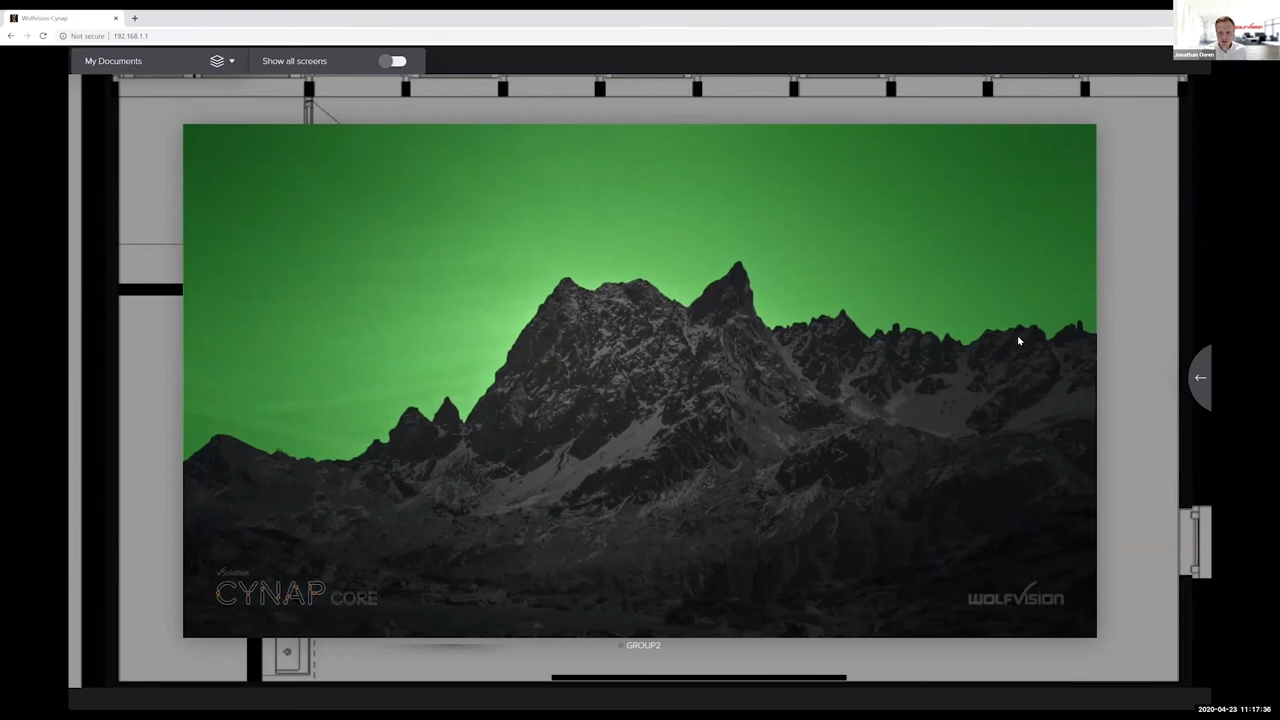 Wolfvision Cynap
Not secure
192.168.1.1
Jonathan Owen
WOLFVISION
My Documents
Show all screens
vSolution
CYNAP CORE
WOLFVISION
GROUP2
2020-04-23 11:17:36